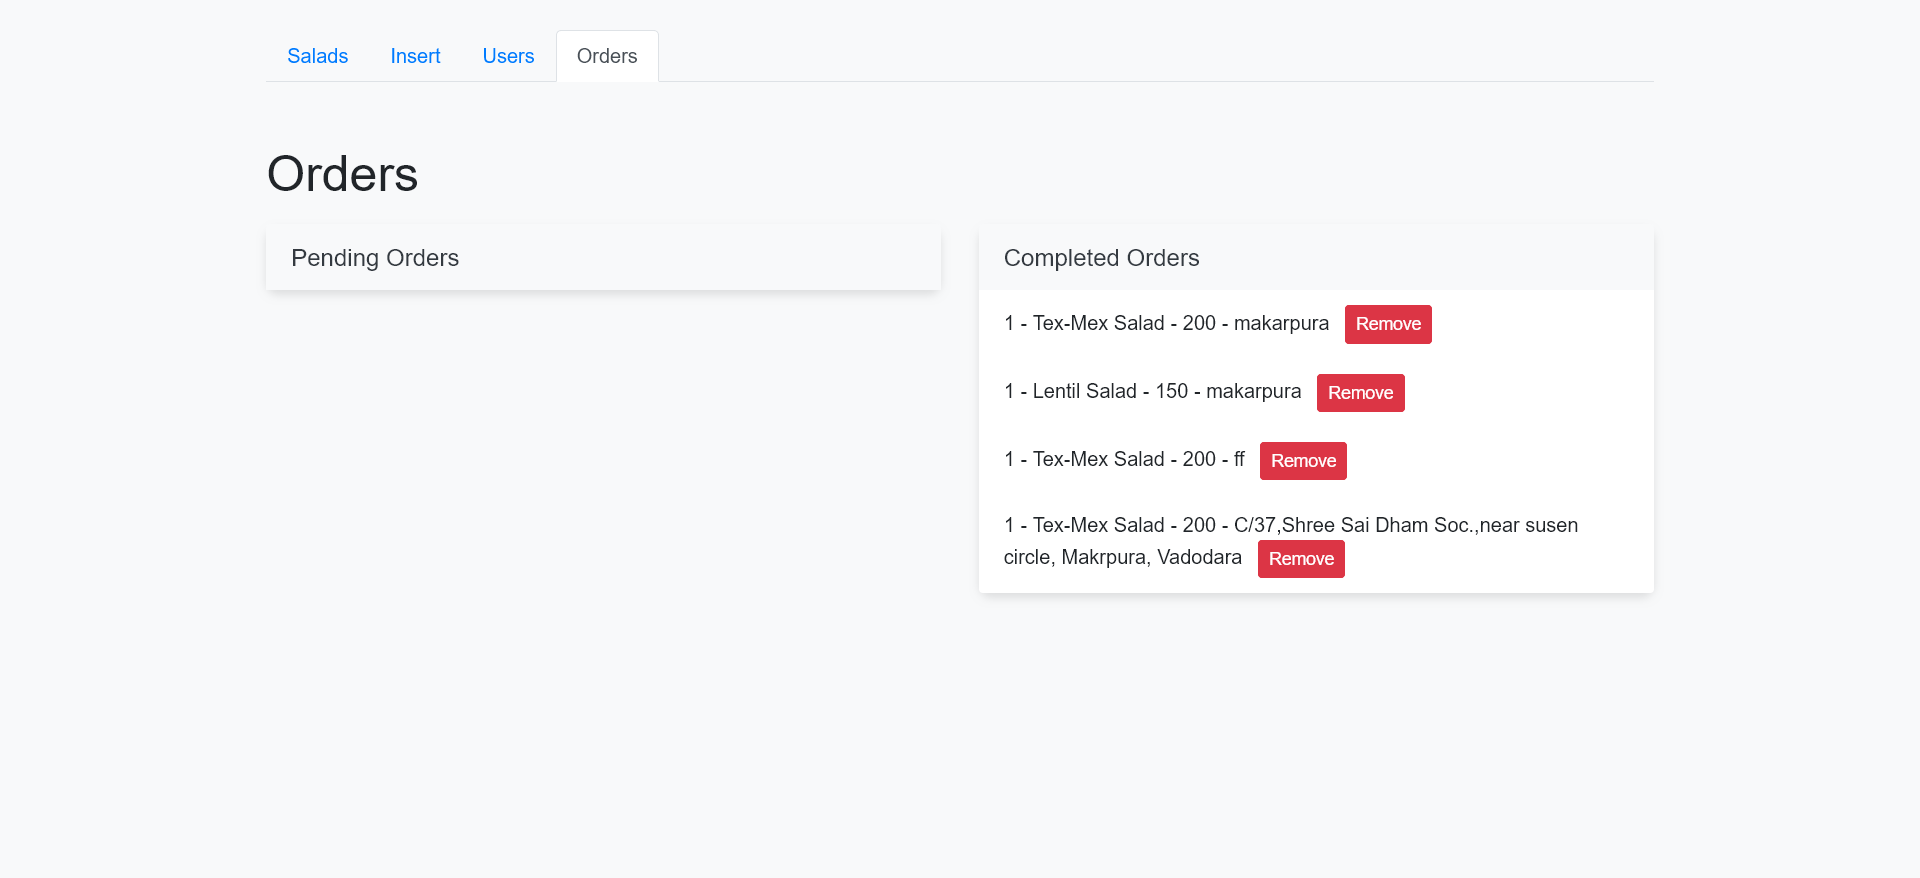 Salads Insert Users Orders
Orders
Pending Orders
Completed Orders
1 - Tex-Mex Salad - 200 - makarpura Remove
1 - Lentil Salad - 150 - makarpura Remove
1 - Tex-Mex Salad - 200 - ff Remove
1 - Tex-Mex Salad - 200 - C/37,Shree Sai Dham Soc.,near susen
circle, Makrpura, Vadodara Remove